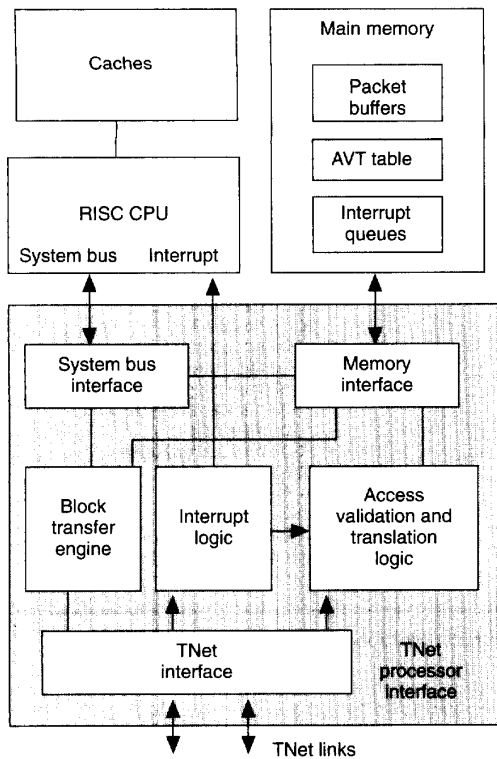 Main memory
Caches
Packet
buffers
AVT table
RISC CPU
Interrupt
queues
System bus
Interrupt
System bus
interface
Memory
interface
Block
transfer
engine
Interrupt
logic
Access
validation and
translation
logic
TNet
interface
TNet
processor
interface
TNet links